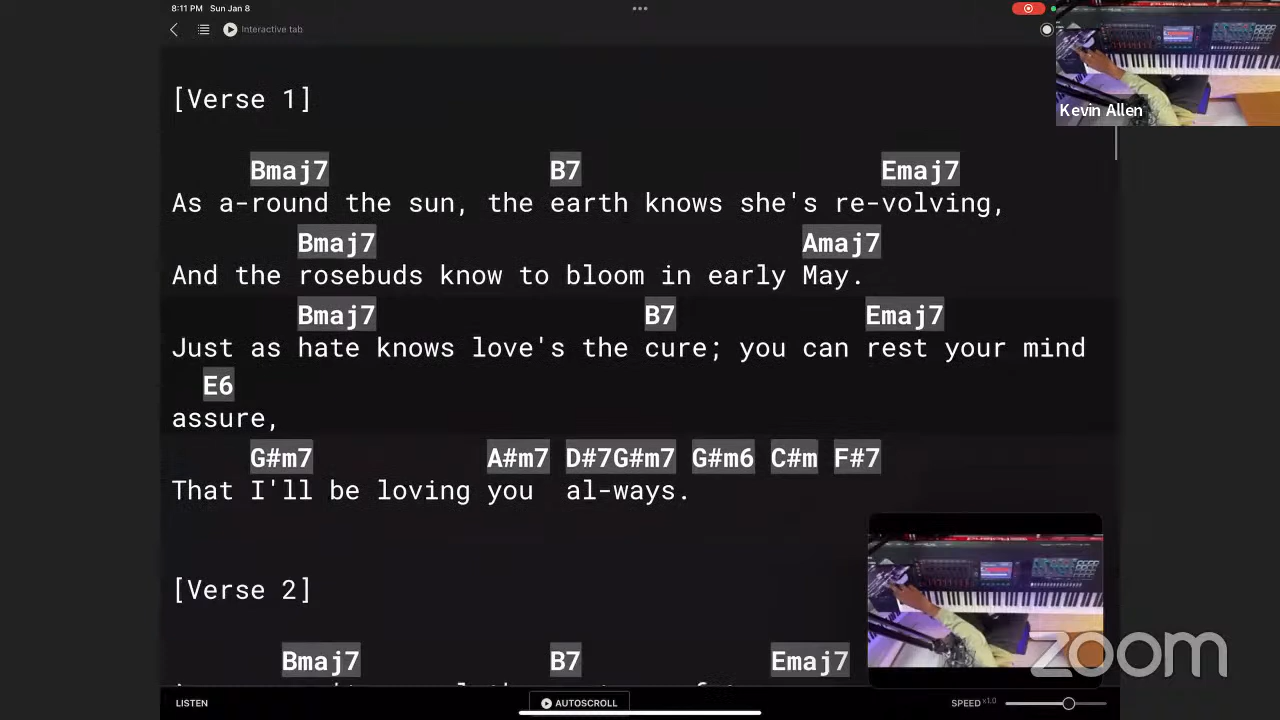 8:11 PM Sun Jan 8
Interactive tab
Kevin Allen
[Verse 1]
Bmaj7 B7 Emaj7
As a-round the sun, the earth knows she's re-volving,
Bmaj7 Amaj7
And the rosebuds know to bloom in early May.
Bmaj7 B7 Emaj7
Just as hate knows love's the cure; you can rest your mind
E6
assure,
G#m7 A#m7 D#7G#m7 G#m6 C#m F#7
That I'll be loving you al-ways.
[Verse 2]
Bmaj7 B7 Emaj7
zoom
LISTEN AUTOSCROLL SPEED x1.0